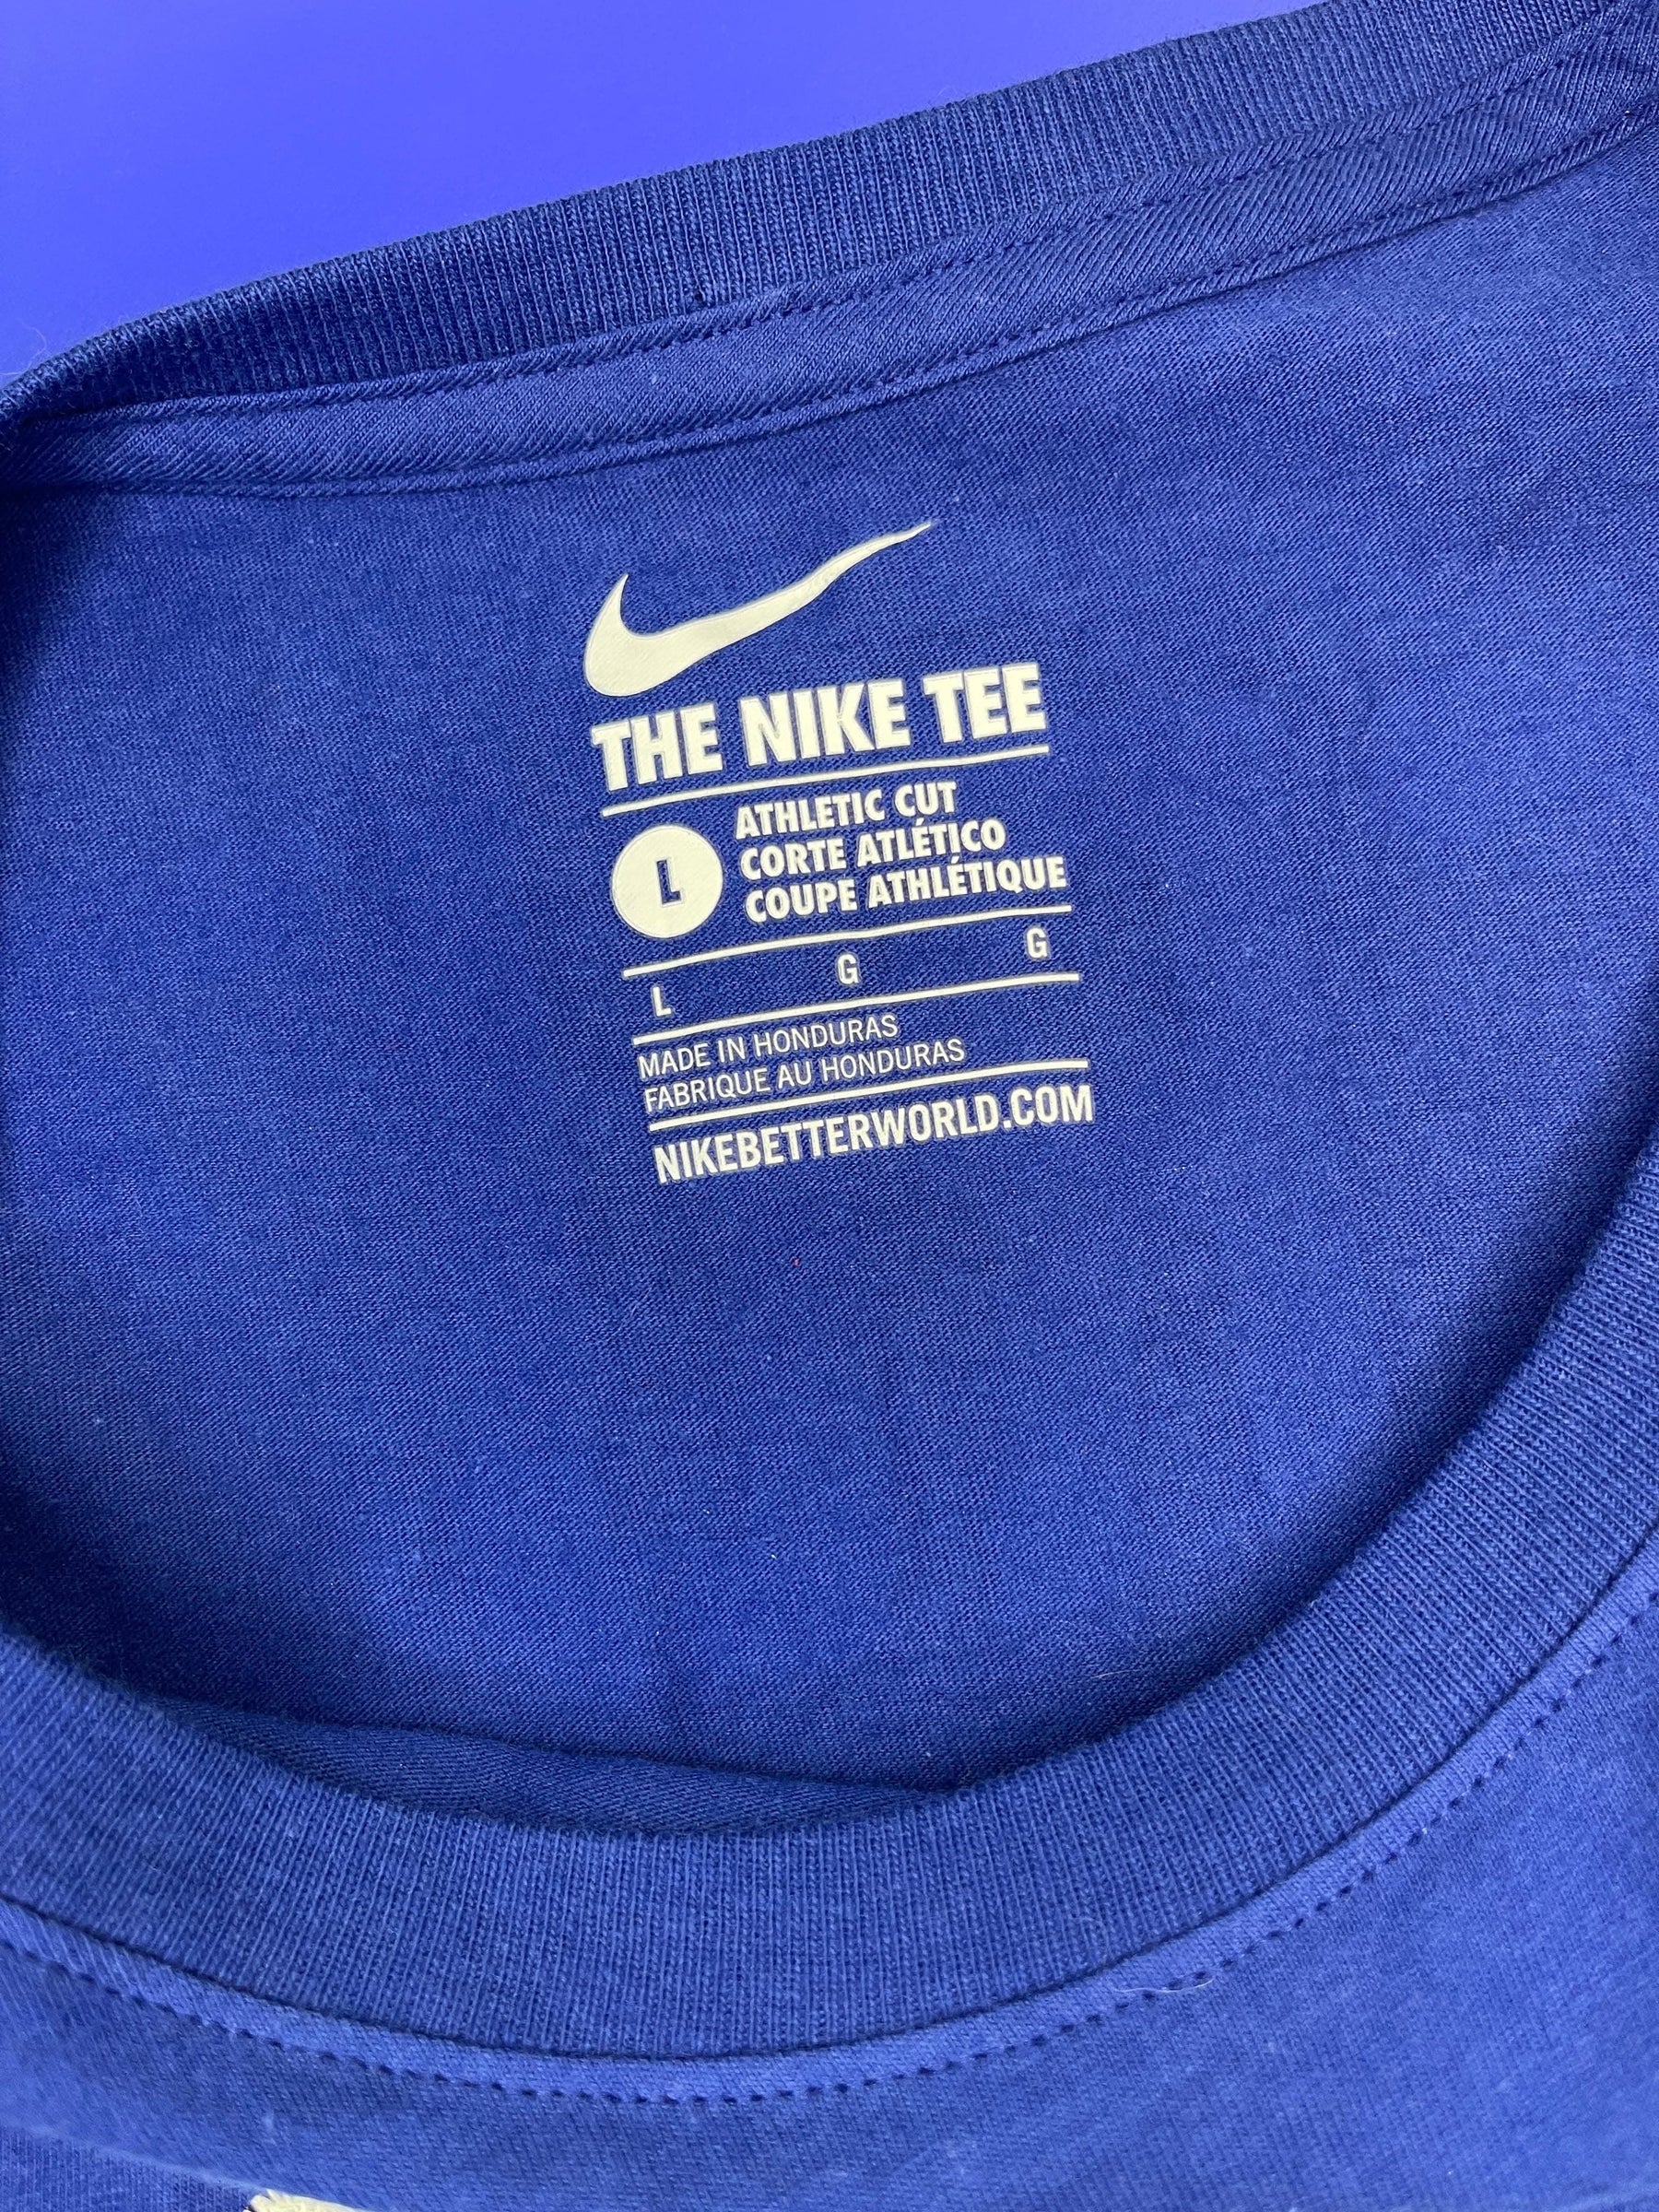 THE NIKE TEE
L
ATHLETIC CUT
CORTE ATLÉTICO
COUPE ATHLÉTIQUE
L G G
MADE IN HONDURAS
FABRIQUE AU HONDURAS
NIKEBETTERWORLD.COM